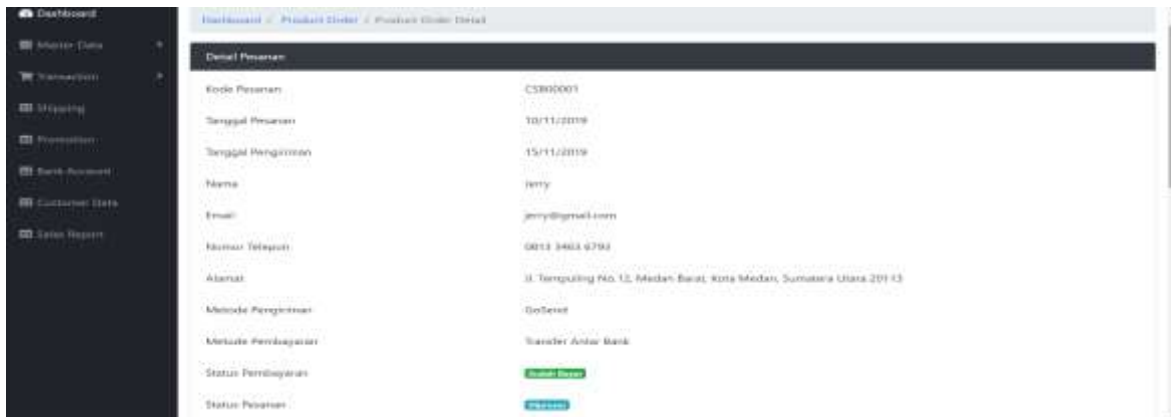 Dashboard
Master Data
Transaction
Shipping
Promotion
Bank Account
Customer Data
Sales Report
Dashboard / Product Order / Product Order Detail
Detail Pesanan
Kode Pesanan CSB00001
Tanggal Pesanan 10/11/2019
Tanggal Pengiriman 15/11/2019
Nama Jerry
Email jerry@gmail.com
Nomor Telepon 0813 3463 6793
Alamat Jl. Tempuling No.12, Medan Barat, Kota Medan, Sumatera Utara 20113
Metode Pengiriman GoSend
Metode Pembayaran Transfer Antar Bank
Status Pembayaran Sudah Bayar
Status Pesanan